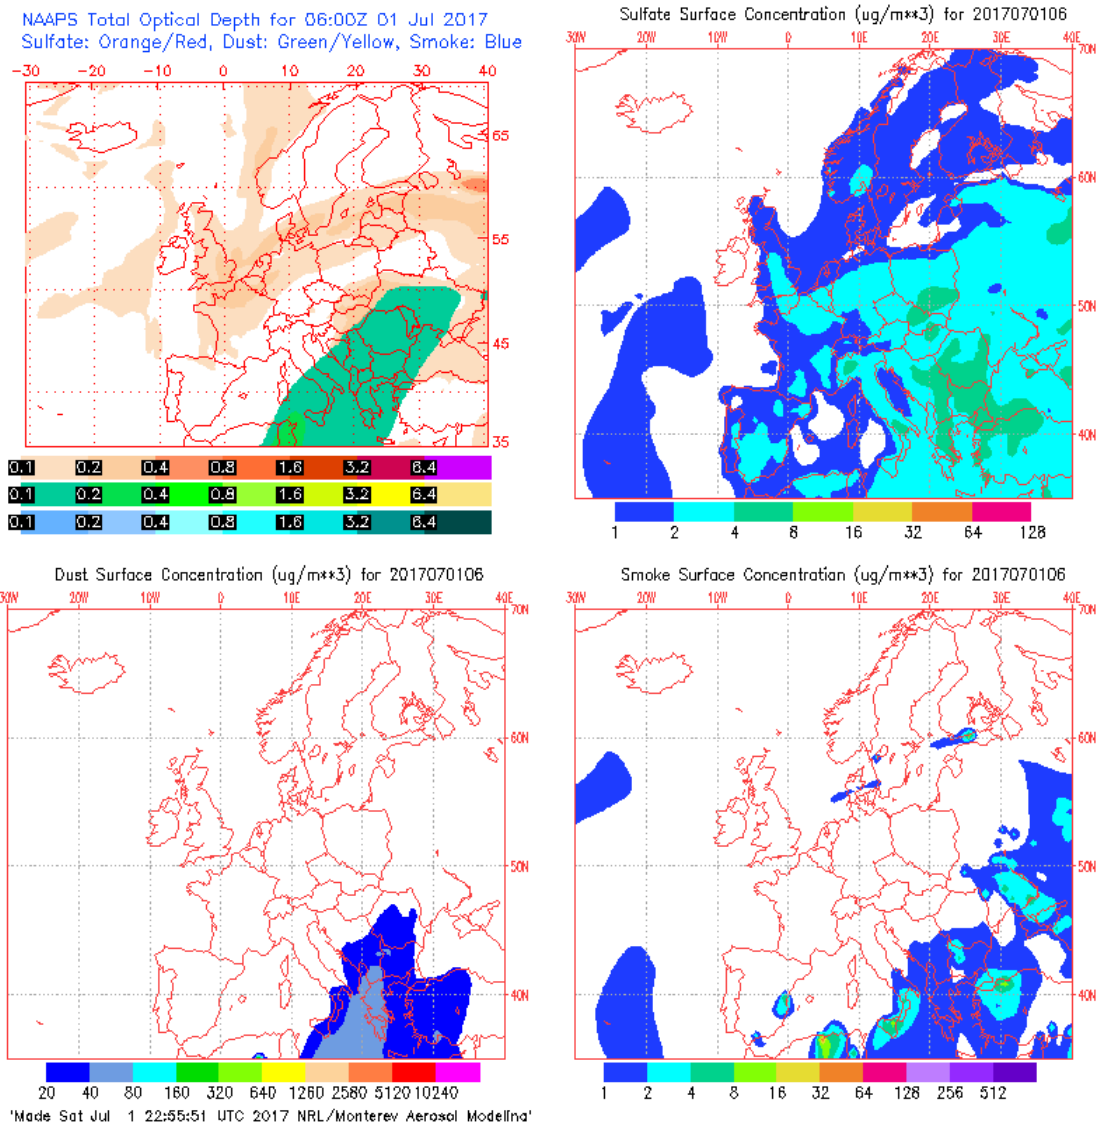 NAAPS Total Optical Depth for 06:00Z 01 Jul 2017
Sulfate: Orange/Red, Dust: Green/Yellow, Smoke: Blue
-30 -20 -10 0 10 20 30 40
65
55
45
35
0.1 0.2 0.4 0.8 1.6 3.2 6.4
0.1 0.2 0.4 0.8 1.6 3.2 6.4
0.1 0.2 0.4 0.8 1.6 3.2 6.4
Sulfate Surface Concentration (ug/m**3) for 2017070106
30W 20W 10W 0 10E 20E 30E 40E
70N
60N
50N
40N
1 2 4 8 16 32 64 128
Dust Surface Concentration (ug/m**3) for 2017070106
30W 20W 10W 0 10E 20E 30E 40E
70N
60N
50N
40N
20 40 80 160 320 640 1280 2560 5120 10240
Smoke Surface Concentration (ug/m**3) for 2017070106
30W 20W 10W 0 10E 20E 30E 40E
70N
60N
50N
40N
1 2 4 8 16 32 64 128 256 512
'Made Sat Jul 1 22:55:51 UTC 2017 NRL/Monterey Aerosol Modeling'